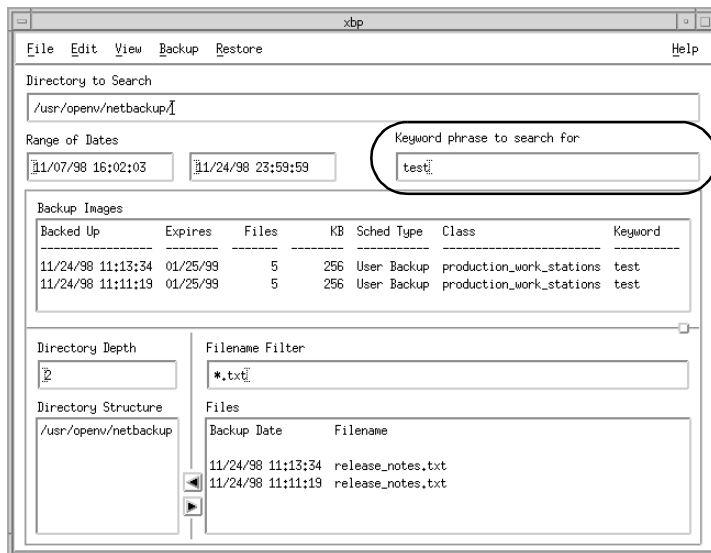 xbp
File Edit View Backup Restore Help
Directory to Search
/usr/openv/netbackup/
Range of Dates
Keyword phrase to search for
11/07/98 16:02:03
11/24/98 23:59:59
test
Backup Images
Backed Up Expires Files KB Sched Type Class Keyword
----------------- -------- ------- -------- ------------ ------------------------ ----------
11/24/98 11:13:34 01/25/99 5 256 User Backup production_work_stations test
11/24/98 11:11:19 01/25/99 5 256 User Backup production_work_stations test
Directory Depth
2
Filename Filter
*.txt
Directory Structure
/usr/openv/netbackup
Files
Backup Date Filename
11/24/98 11:13:34 release_notes.txt
11/24/98 11:11:19 release_notes.txt